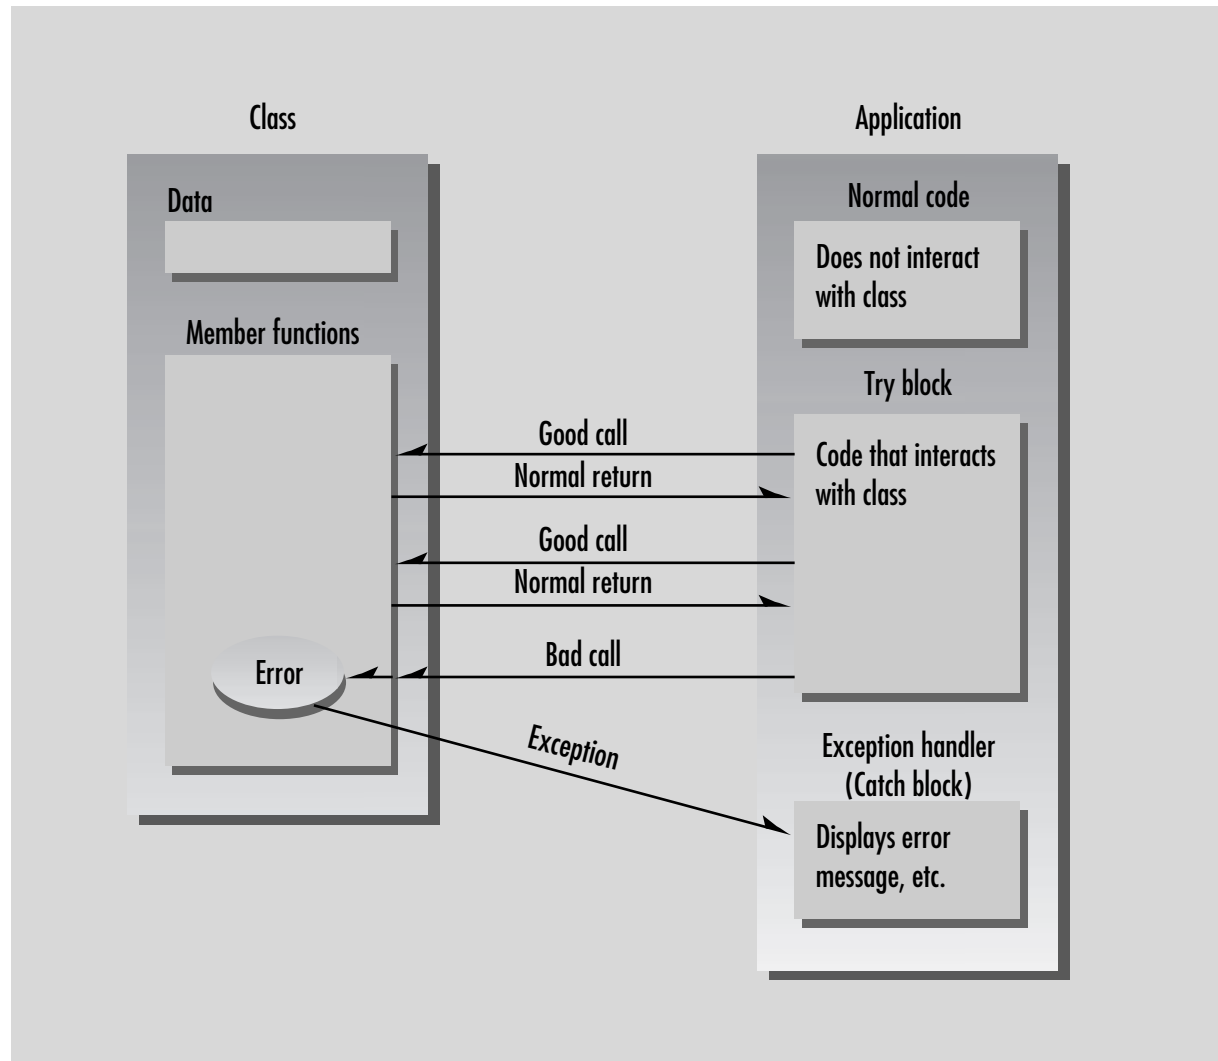 Class
Data
Member functions
Error
Good call
Normal return
Good call
Normal return
Bad call
Exception
Application
Normal code
Does not interact
with class
Try block
Code that interacts
with class
Exception handler
(Catch block)
Displays error
message, etc.